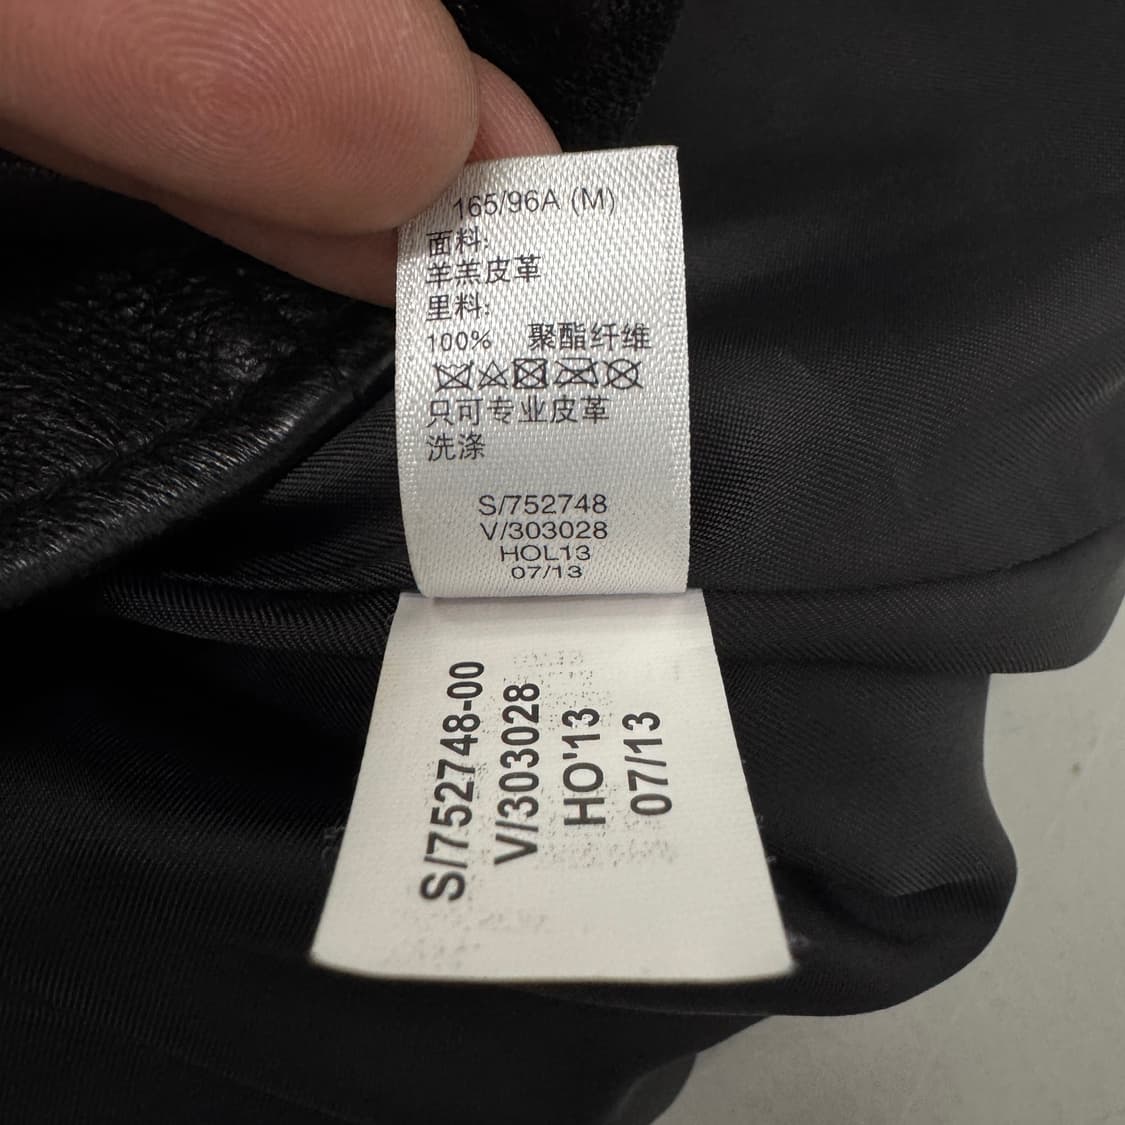 165/96A (M)
面料:
羊羔皮革
里料:
100% 聚酯纤维
只可专业皮革
洗涤
S/752748
V/303028
HOL13
07/13
S/752748-00
V/303028
HO'13
07/13